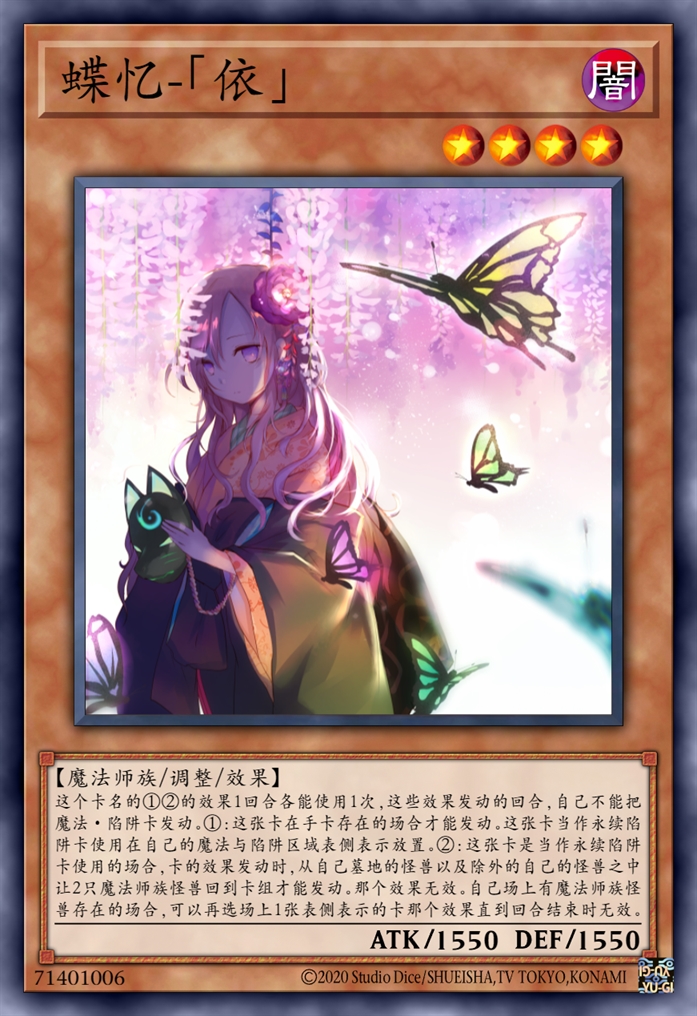 蝶忆-「依」
闇
【魔法师族/调整/效果】
这个卡名的①②的效果1回合各能使用1次,这些效果发动的回合,自己不能把
魔法·陷阱卡发动。①:这张卡在手卡存在的场合才能发动。这张卡当作永续陷
阱卡使用在自己的魔法与陷阱区域表侧表示放置。②:这张卡是当作永续陷阱
卡使用的场合,卡的效果发动时,从自己墓地的怪兽以及除外的自己的怪兽之中
让2只魔法师族怪兽回到卡组才能发动。那个效果无效。自己场上有魔法师族怪
兽存在的场合,可以再选场上1张表侧表示的卡那个效果直到回合结束时无效。
ATK/1550 DEF/1550
71401006 ©2020 Studio Dice/SHUEISHA,TV TOKYO,KONAMI